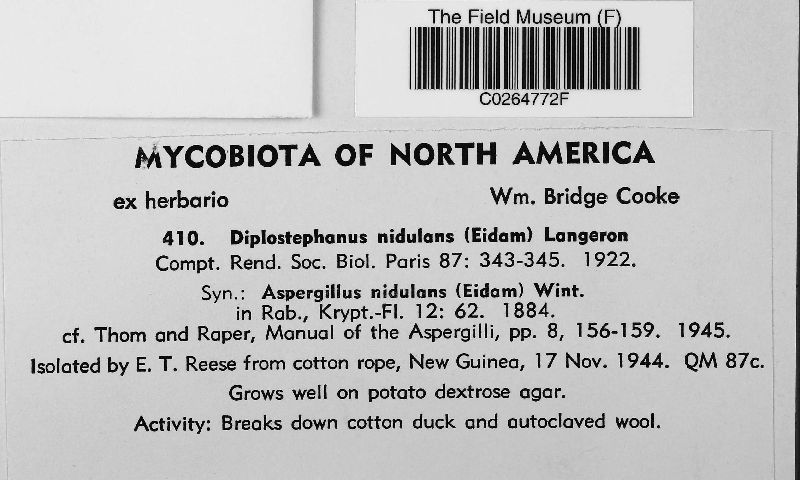 The Field Museum (F)
C0264772F
MYCOBIOTA OF NORTH AMERICA
ex herbario Wm. Bridge Cooke
410. Diplostephanus nidulans (Eidam) Langeron
Compt. Rend. Soc. Biol. Paris 87: 343-345. 1922.
Syn.: Aspergillus nidulans (Eidam) Wint.
in Rab., Krypt.-Fl. 12: 62. 1884.
cf. Thom and Raper, Manual of the Aspergilli, pp. 8, 156-159. 1945.
Isolated by E. T. Reese from cotton rope, New Guinea, 17 Nov. 1944. QM 87c.
Grows well on potato dextrose agar.
Activity: Breaks down cotton duck and autoclaved wool.